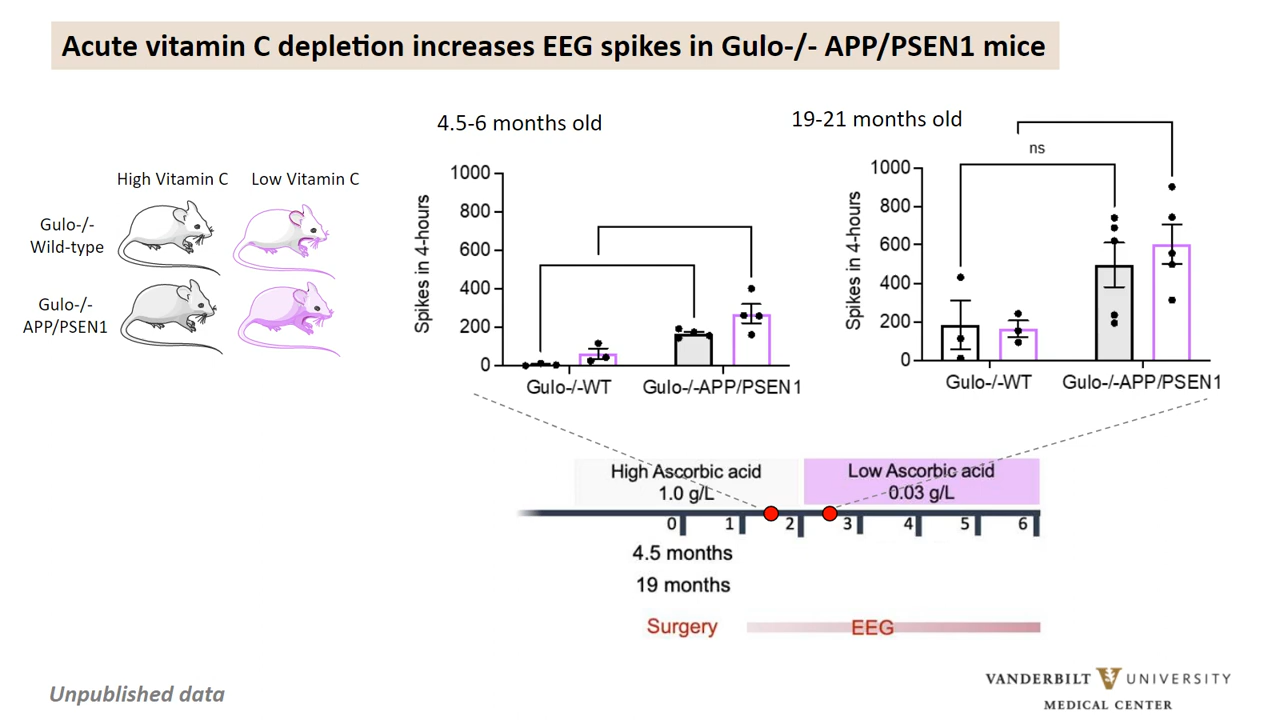 Acute vitamin C depletion increases EEG spikes in Gulo-/- APP/PSEN1 mice
High Vitamin C
Low Vitamin C
Gulo-/-
Wild-type
Gulo-/-
APP/PSEN1
4.5-6 months old
Spikes in 4-hours
1000
800
600
400
200
0
Gulo-/-WT
Gulo-/-APP/PSEN1
19-21 months old
ns
Spikes in 4-hours
1000
800
600
400
200
0
Gulo-/-WT
Gulo-/-APP/PSEN1
High Ascorbic acid
1.0 g/L
Low Ascorbic acid
0.03 g/L
0 1 2 3 4 5 6
4.5 months
19 months
Surgery
EEG
Unpublished data
VANDERBILT UNIVERSITY
MEDICAL CENTER